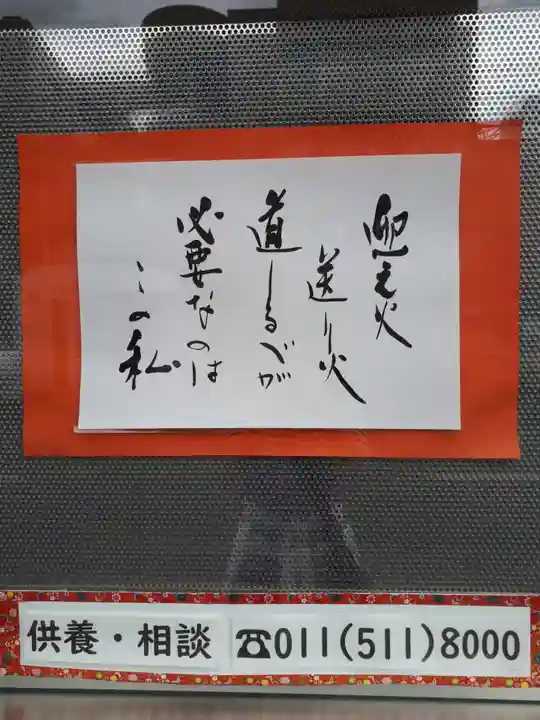 迎え火
送り火
道しるべが
必要なのは
この私
供養・相談 ☎011(511)8000